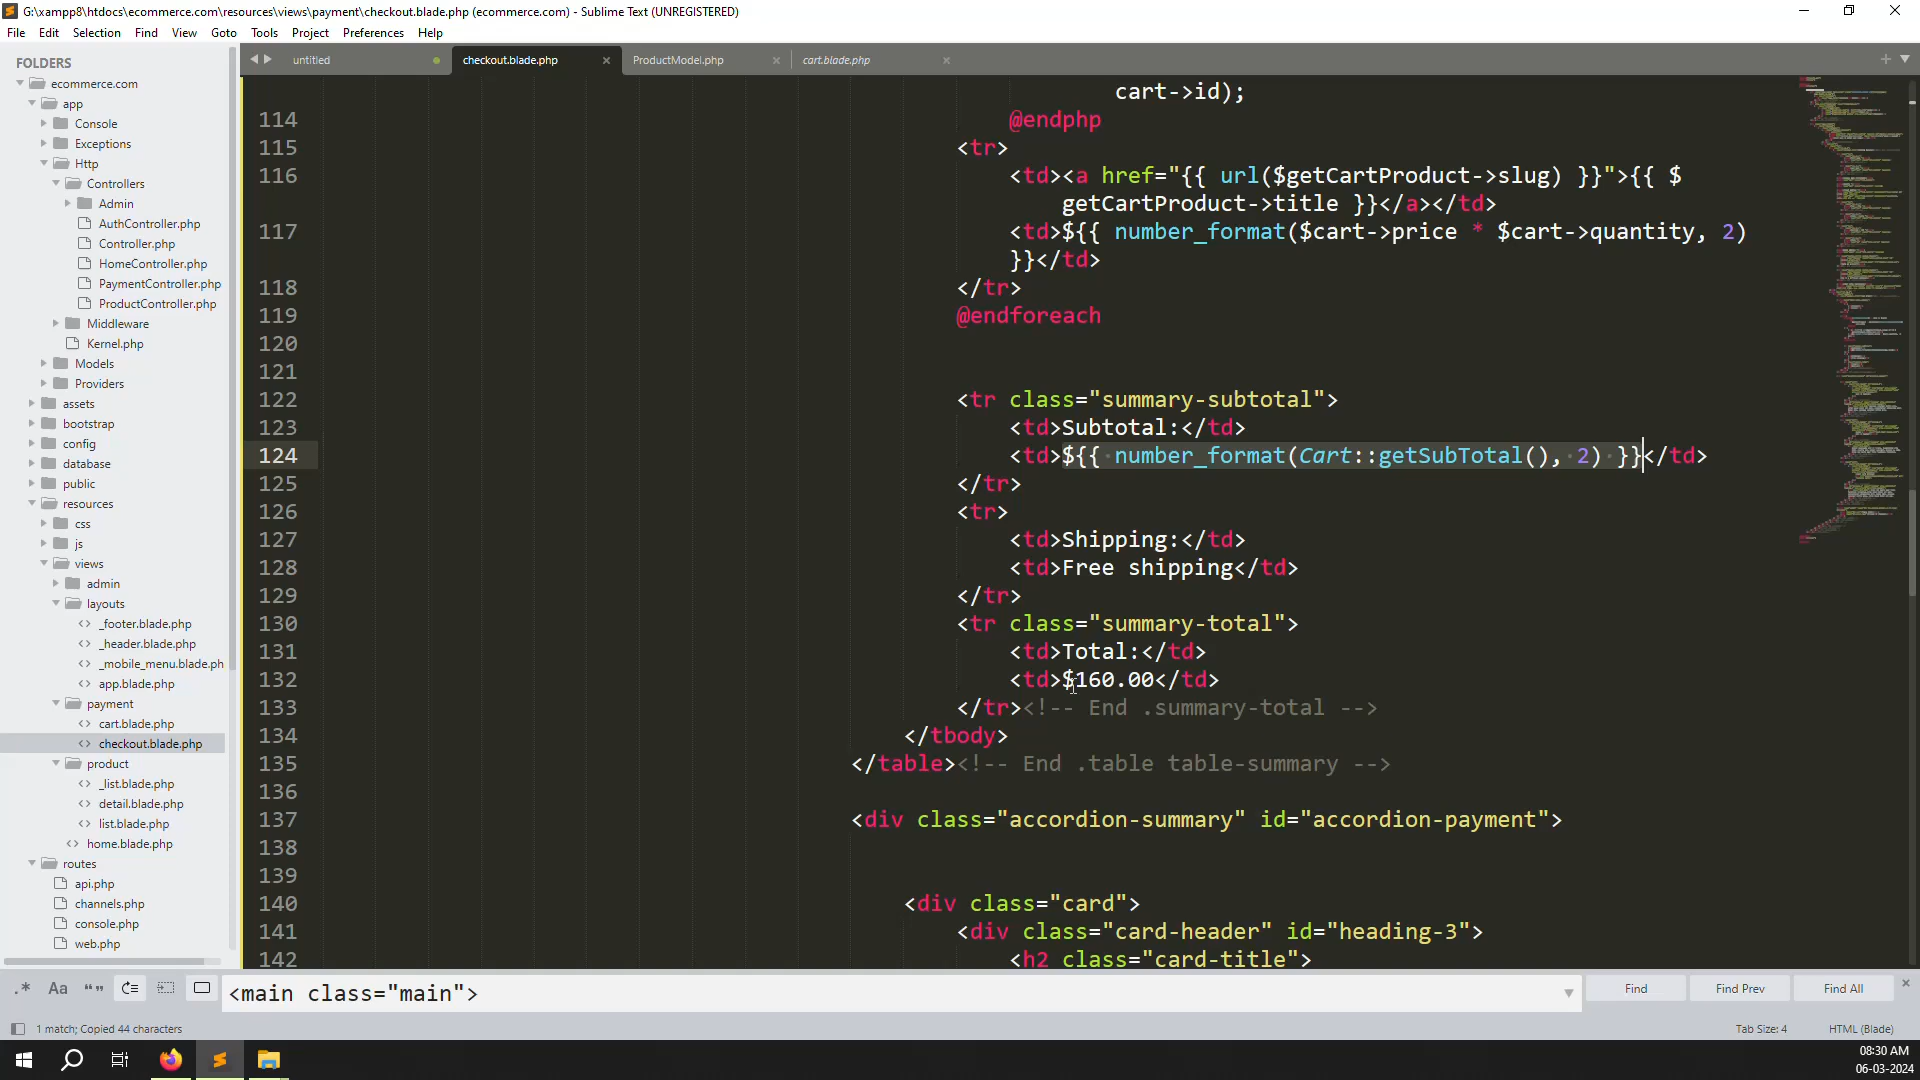 G:\xampp8\htdocs\ecommerce.com\resources\views\payment\checkout.blade.php (ecommerce.com) - Sublime Text (UNREGISTERED)
File Edit Selection Find View Goto Tools Project Preferences Help
FOLDERS
ecommerce.com
app
Console
Exceptions
Http
Controllers
Admin
AuthController.php
Controller.php
HomeController.php
PaymentController.php
ProductController.php
Middleware
Kernel.php
Models
Providers
assets
bootstrap
config
database
public
resources
css
js
views
admin
layouts
_footer.blade.php
_header.blade.php
_mobile_menu.blade.ph
app.blade.php
payment
cart.blade.php
checkout.blade.php
product
_list.blade.php
detail.blade.php
list.blade.php
home.blade.php
routes
api.php
channels.php
console.php
web.php
untitled checkout.blade.php ProductModel.php cart.blade.php
cart->id);
114 @endphp
115 <tr>
116 <td><a href="{{ url($getCartProduct->slug) }}">{{ $
getCartProduct->title }}</a></td>
117 <td>${{ number_format($cart->price * $cart->quantity, 2)
}}</td>
118 </tr>
119 @endforeach
120
121
122 <tr class="summary-subtotal">
123 <td>Subtotal:</td>
124 <td>${{ number_format(Cart::getSubTotal(), 2) }}</td>
125 </tr>
126 <tr>
127 <td>Shipping:</td>
128 <td>Free shipping</td>
129 </tr>
130 <tr class="summary-total">
131 <td>Total:</td>
132 <td>$160.00</td>
133 </tr><!-- End .summary-total -->
134 </tbody>
135 </table><!-- End .table table-summary -->
136
137 <div class="accordion-summary" id="accordion-payment">
138
139
140 <div class="card">
141 <div class="card-header" id="heading-3">
142 <h2 class="card-title">
.* Aa “” <main class="main"> Find Find Prev Find All
1 match; Copied 44 characters Tab Size: 4 HTML (Blade)
08:30 AM
06-03-2024